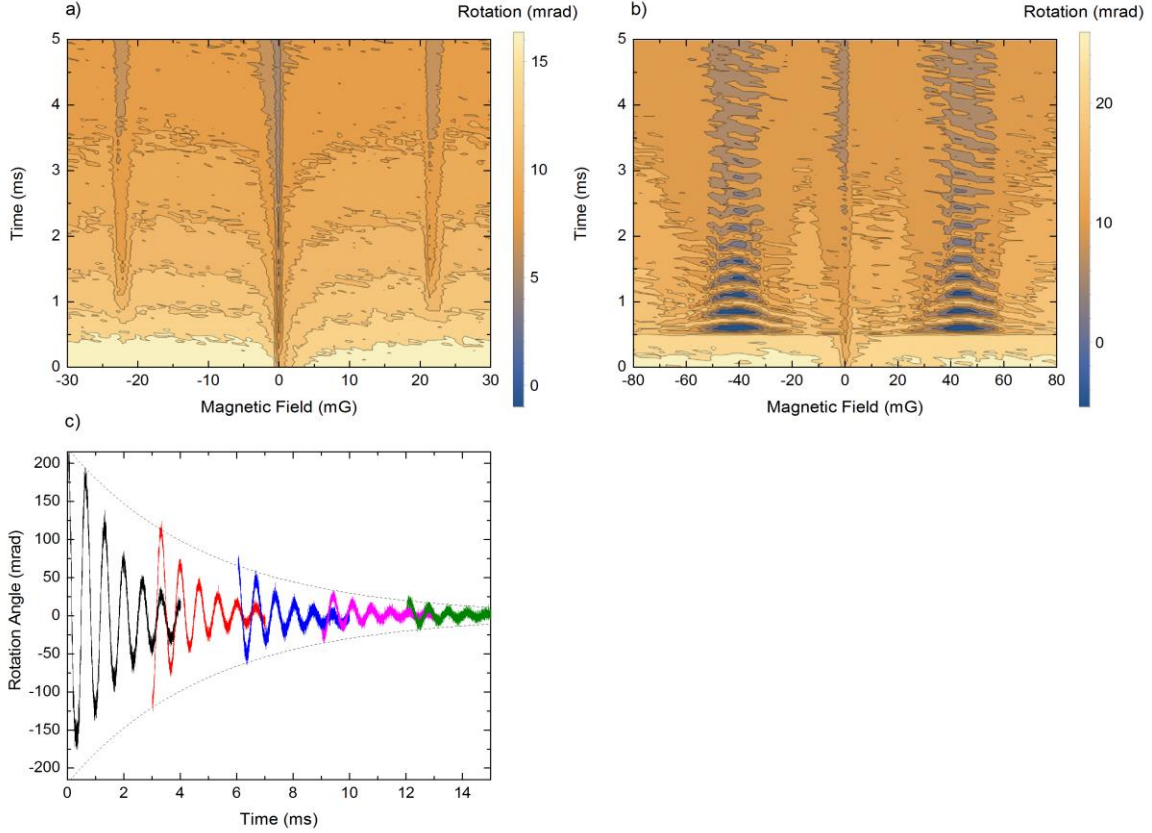 a)
Rotation (mrad)
b)
Rotation (mrad)
5
4
3
2
1
0
Time (ms)
-30 -20 -10 0 10 20 30
Magnetic Field (mG)
15
10
5
0
5
4
3
2
1
0
Time (ms)
-80 -60 -40 -20 0 20 40 60 80
Magnetic Field (mG)
20
10
0
c)
200
150
100
50
0
-50
-100
-150
-200
Rotation Angle (mrad)
0 2 4 6 8 10 12 14
Time (ms)